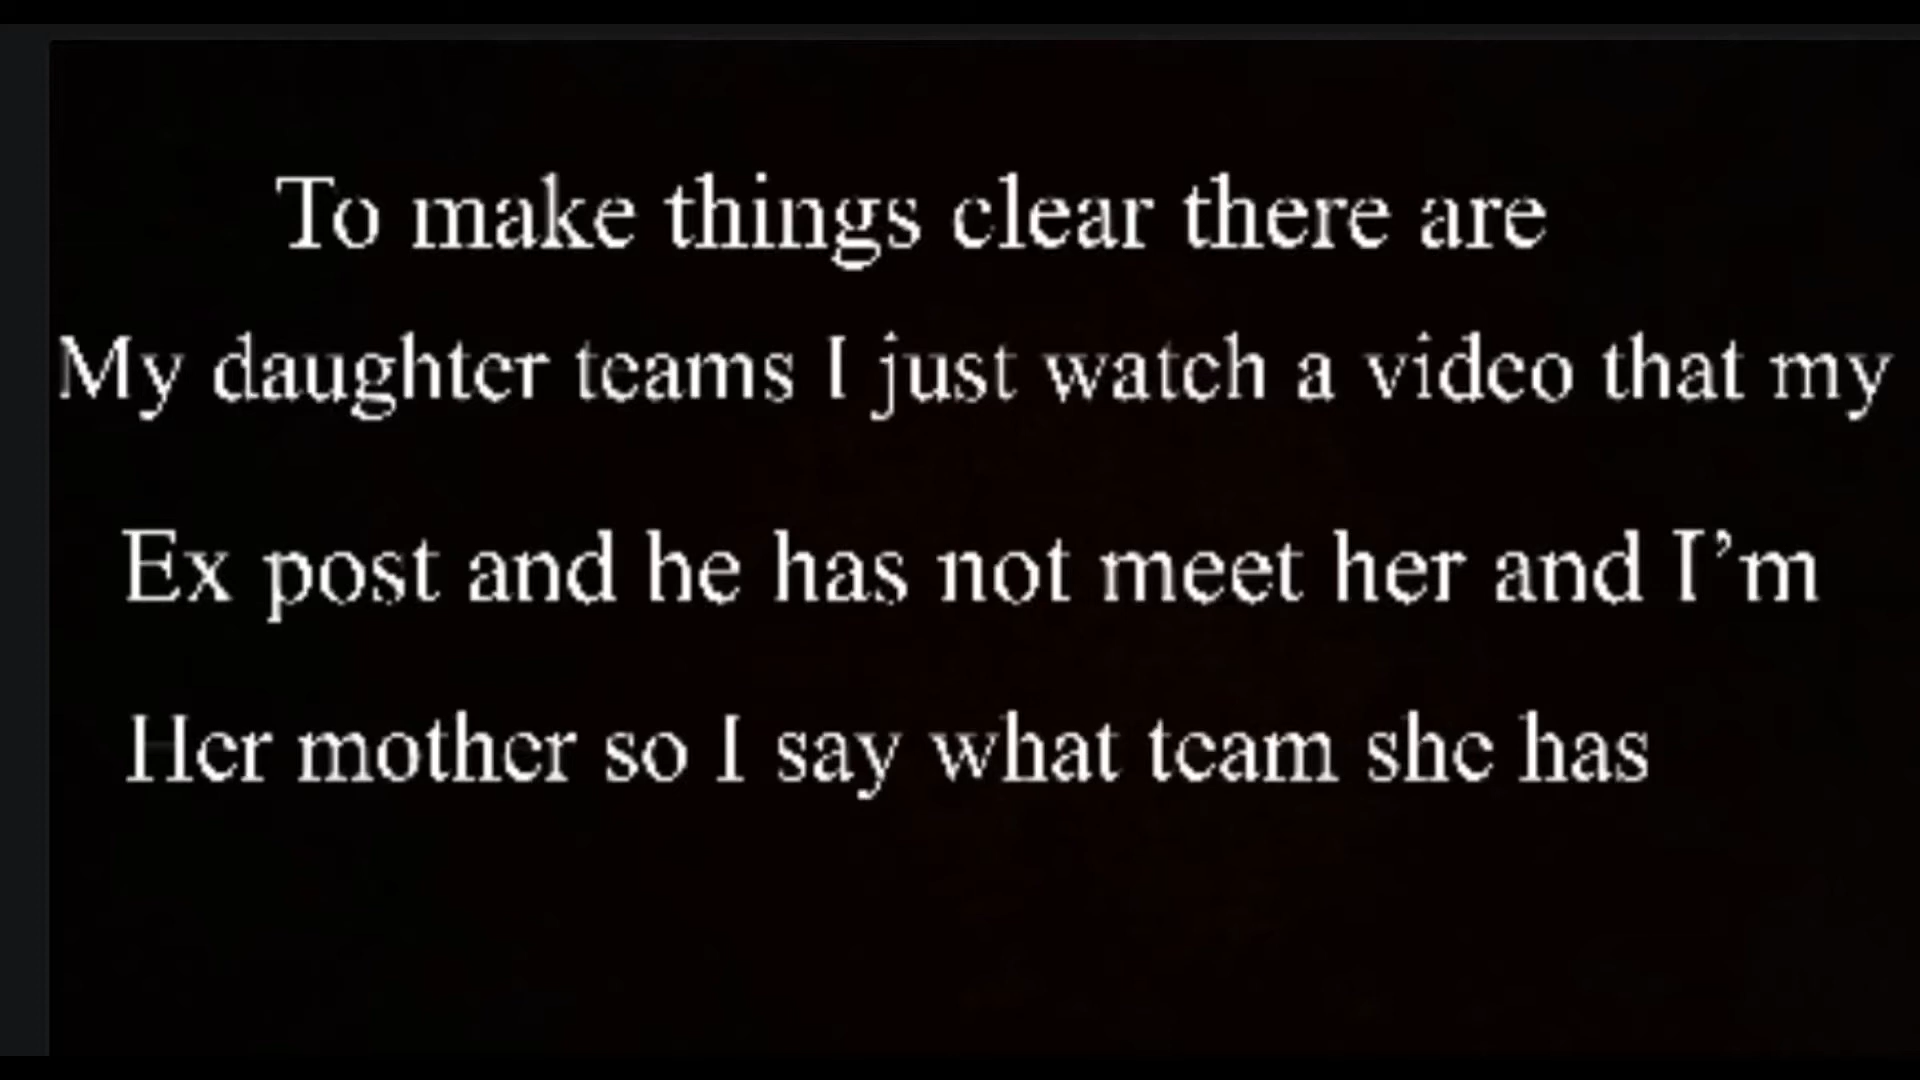 To make things clear there are
My daughter teams I just watch a video that my
Ex post and he has not meet her and I'm
Her mother so I say what team she has